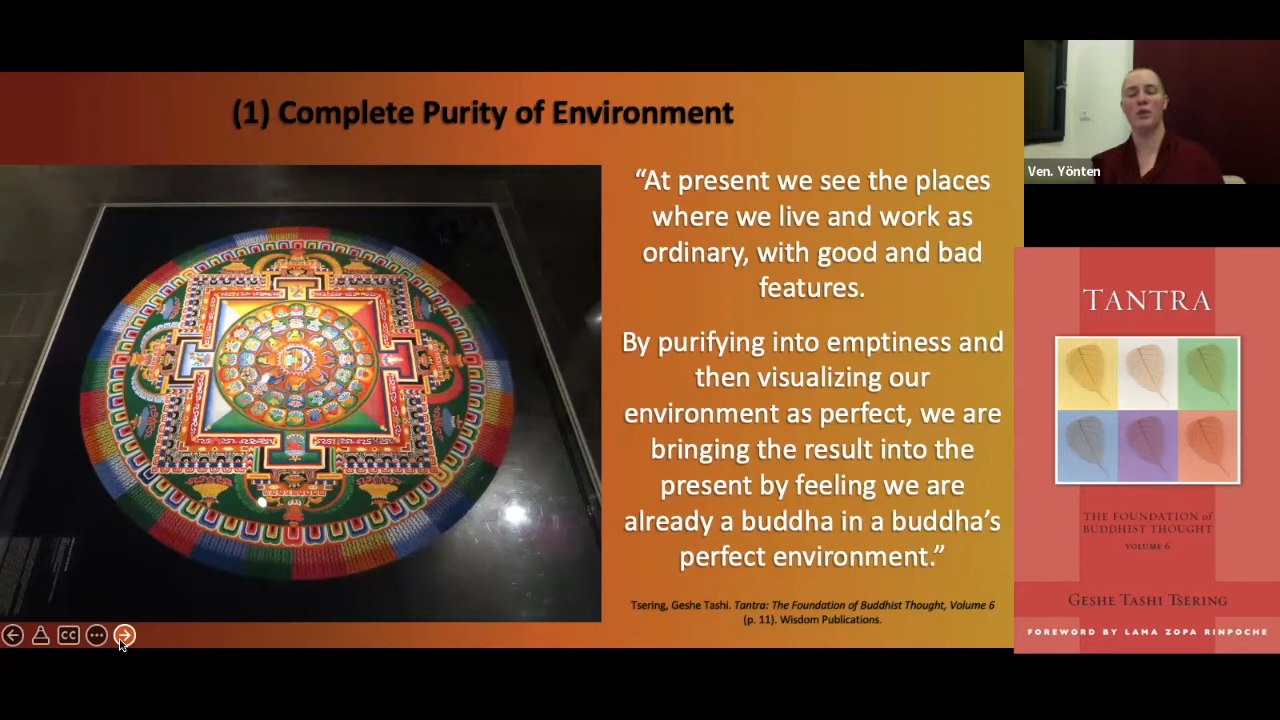 (1) Complete Purity of Environment
“At present we see the places
where we live and work as
ordinary, with good and bad
features.
By purifying into emptiness and
then visualizing our
environment as perfect, we are
bringing the result into the
present by feeling we are
already a buddha in a buddha’s
perfect environment.”
Tsering, Geshe Tashi. Tantra: The Foundation of Buddhist Thought, Volume 6
(p. 11). Wisdom Publications.
Ven. Yönten
TANTRA
THE FOUNDATION of
BUDDHIST THOUGHT
VOLUME 6
GESHE TASHI TSERING
FOREWORD BY LAMA ZOPA RINPOCHE
CC